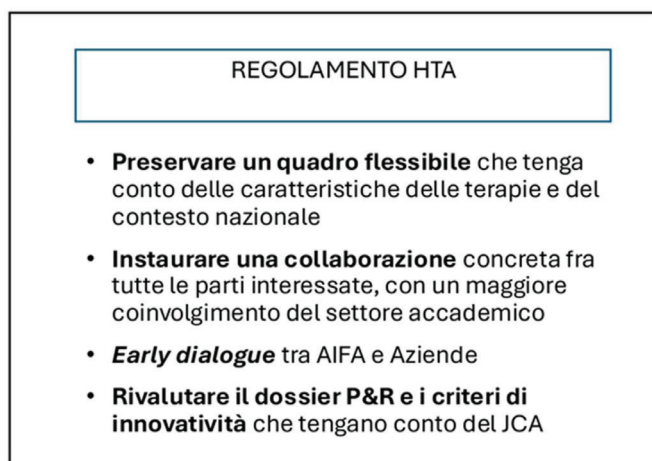 REGOLAMENTO HTA
• Preservare un quadro flessibile che tenga
conto delle caratteristiche delle terapie e del
contesto nazionale
• Instaurare una collaborazione concreta fra
tutte le parti interessate, con un maggiore
coinvolgimento del settore accademico
• Early dialogue tra AIFA e Aziende
• Rivalutare il dossier P&R e i criteri di
innovatività che tengano conto del JCA